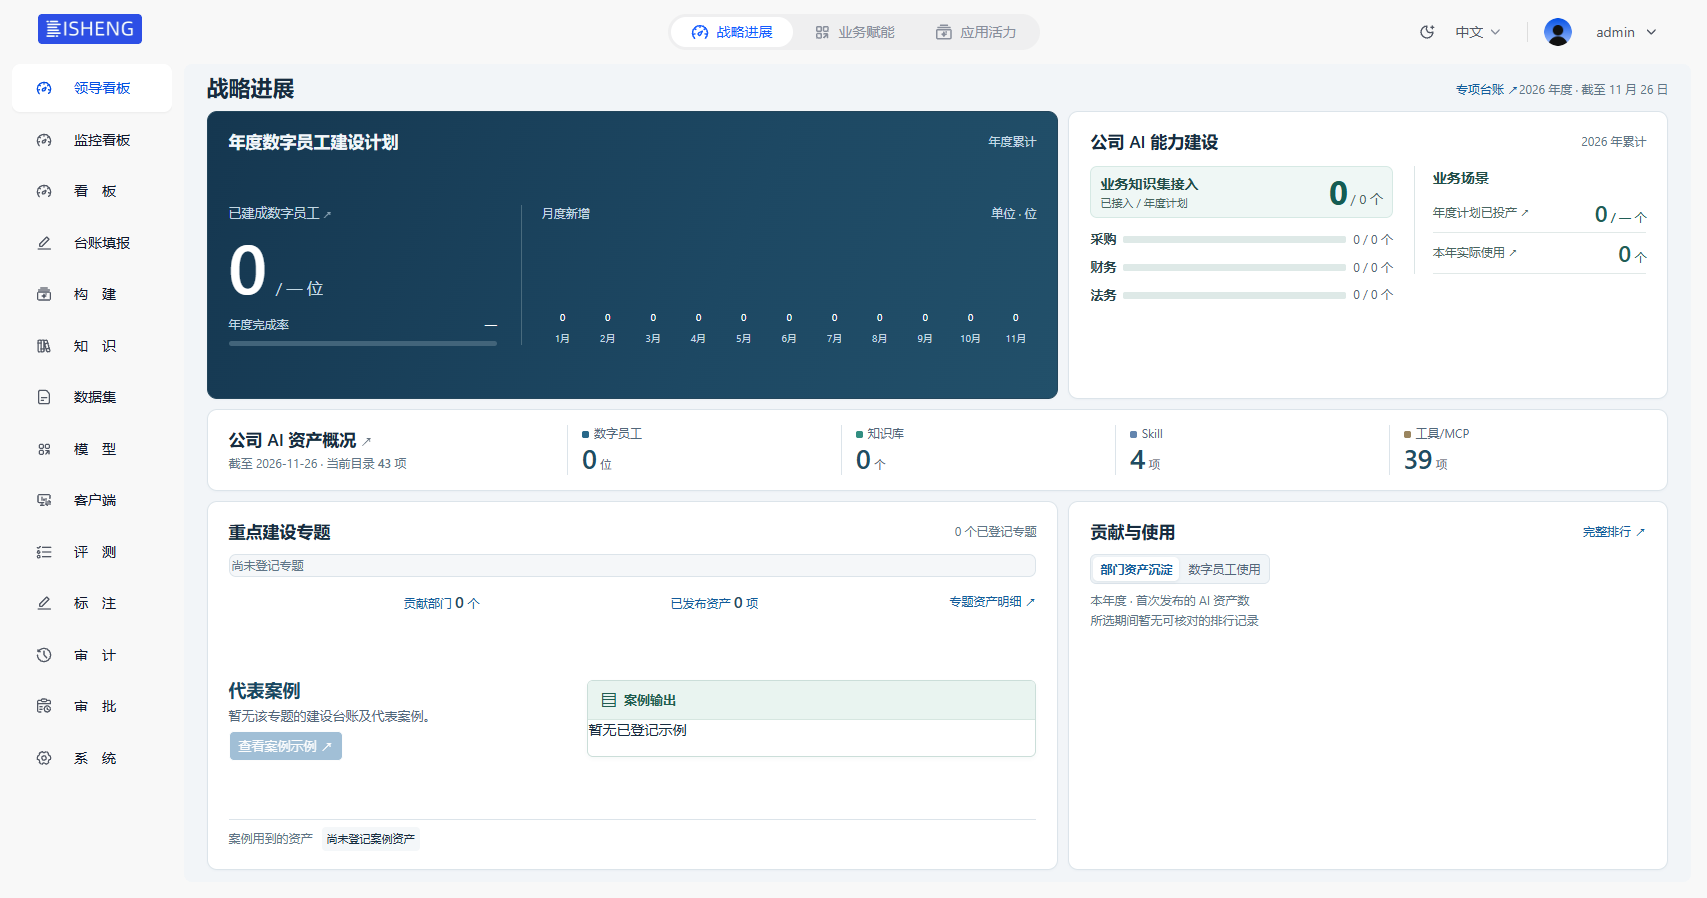 ISHENG
战略进展
业务赋能
应用活力
中文
admin
领导看板
监控看板
看 板
台账填报
构 建
知 识
数据集
模 型
客户端
评 测
标 注
审 计
审 批
系 统
战略进展
专项台账 ↗ 2026 年度 · 截至 11 月 26 日
年度数字员工建设计划
年度累计
已建成数字员工 ↗
0 / — 位
年度完成率 —
月度新增
单位 · 位
0 0 0 0 0 0 0 0 0 0 0
1月 2月 3月 4月 5月 6月 7月 8月 9月 10月 11月
公司 AI 能力建设
2026 年累计
业务知识集接入
已接入 / 年度计划
0 / 0 个
采购 0 / 0 个
财务 0 / 0 个
法务 0 / 0 个
业务场景
年度计划已投产 ↗ 0 / — 个
本年实际使用 ↗ 0 个
公司 AI 资产概况 ↗
截至 2026-11-26 · 当前目录 43 项
数字员工
0 位
知识库
0 个
Skill
4 项
工具/MCP
39 项
重点建设专题
0 个已登记专题
尚未登记专题
贡献部门 0 个
已发布资产 0 项
专题资产明细 ↗
代表案例
暂无该专题的建设台账及代表案例。
查看案例示例 ↗
案例输出
暂无已登记示例
案例用到的资产 尚未登记案例资产
贡献与使用
完整排行 ↗
部门资产沉淀 数字员工使用
本年度 · 首次发布的 AI 资产数
所选期间暂无可核对的排行记录